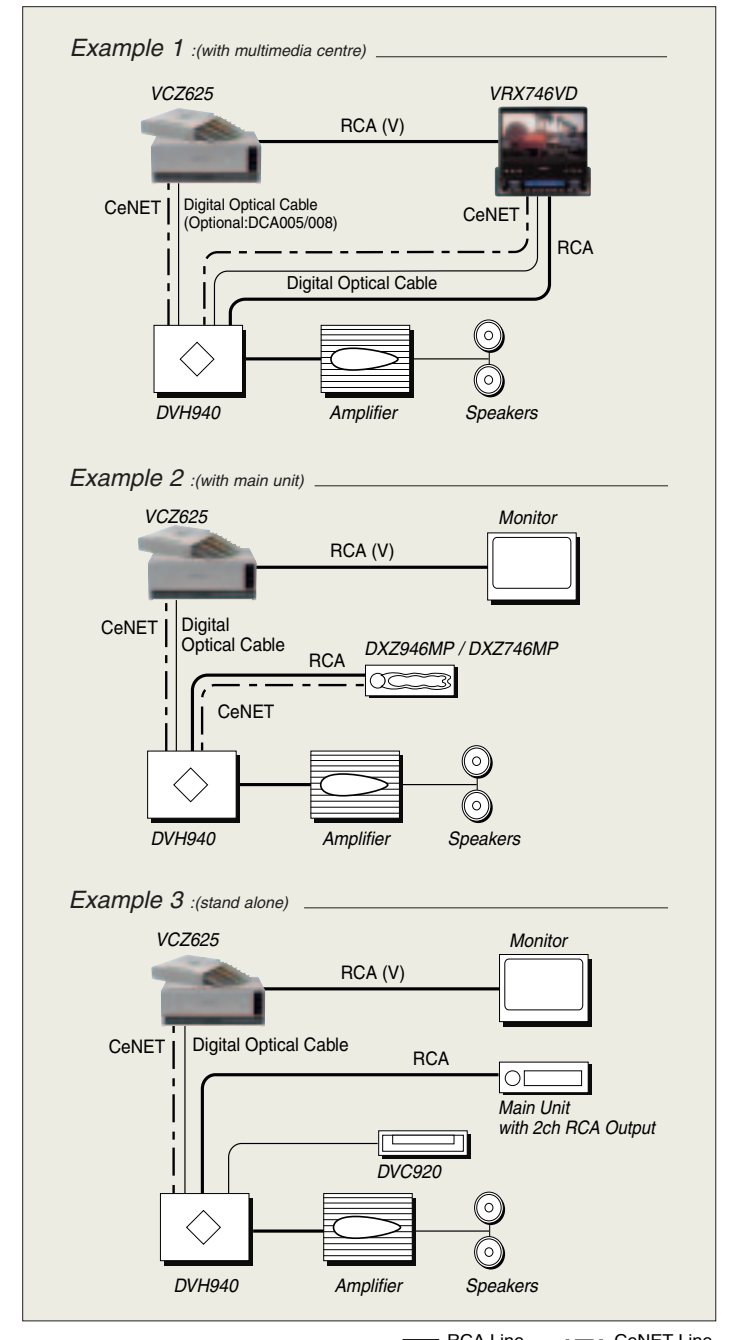 Example 1 :(with multimedia centre)
VCZ625
VRX746VD
RCA (V)
CeNET
Digital Optical Cable
(Optional:DCA005/008)
CeNET
RCA
Digital Optical Cable
DVH940
Amplifier
Speakers
Example 2 :(with main unit)
VCZ625
Monitor
RCA (V)
CeNET
Digital
Optical Cable
DXZ946MP / DXZ746MP
RCA
CeNET
DVH940
Amplifier
Speakers
Example 3 :(stand alone)
VCZ625
Monitor
RCA (V)
CeNET
Digital Optical Cable
RCA
Main Unit
with 2ch RCA Output
DVC920
DVH940
Amplifier
Speakers
RCA Line CeNET Line